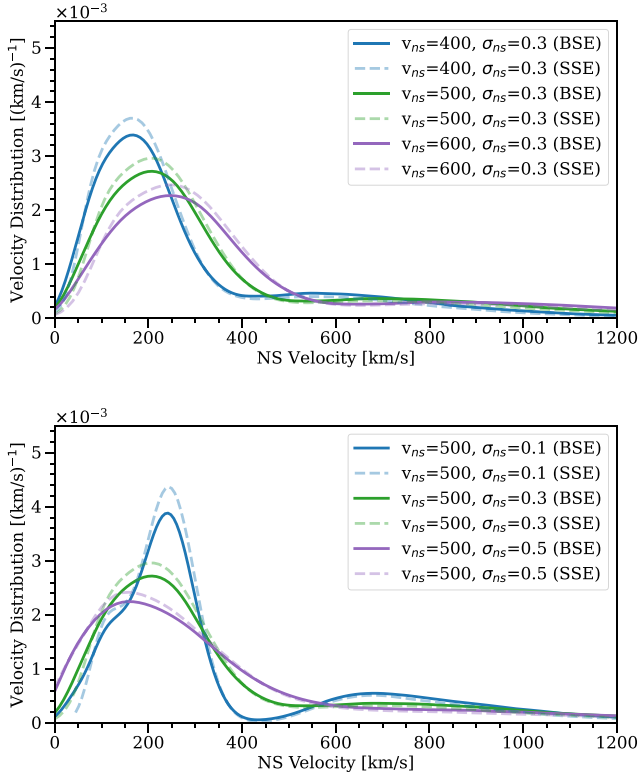 ×10⁻³
Velocity Distribution [(km/s)⁻¹]
5
4
3
2
1
0
v_ns=400, σ_ns=0.3 (BSE)
v_ns=400, σ_ns=0.3 (SSE)
v_ns=500, σ_ns=0.3 (BSE)
v_ns=500, σ_ns=0.3 (SSE)
v_ns=600, σ_ns=0.3 (BSE)
v_ns=600, σ_ns=0.3 (SSE)
0 200 400 600 800 1000 1200
NS Velocity [km/s]
×10⁻³
Velocity Distribution [(km/s)⁻¹]
5
4
3
2
1
0
v_ns=500, σ_ns=0.1 (BSE)
v_ns=500, σ_ns=0.1 (SSE)
v_ns=500, σ_ns=0.3 (BSE)
v_ns=500, σ_ns=0.3 (SSE)
v_ns=500, σ_ns=0.5 (BSE)
v_ns=500, σ_ns=0.5 (SSE)
0 200 400 600 800 1000 1200
NS Velocity [km/s]